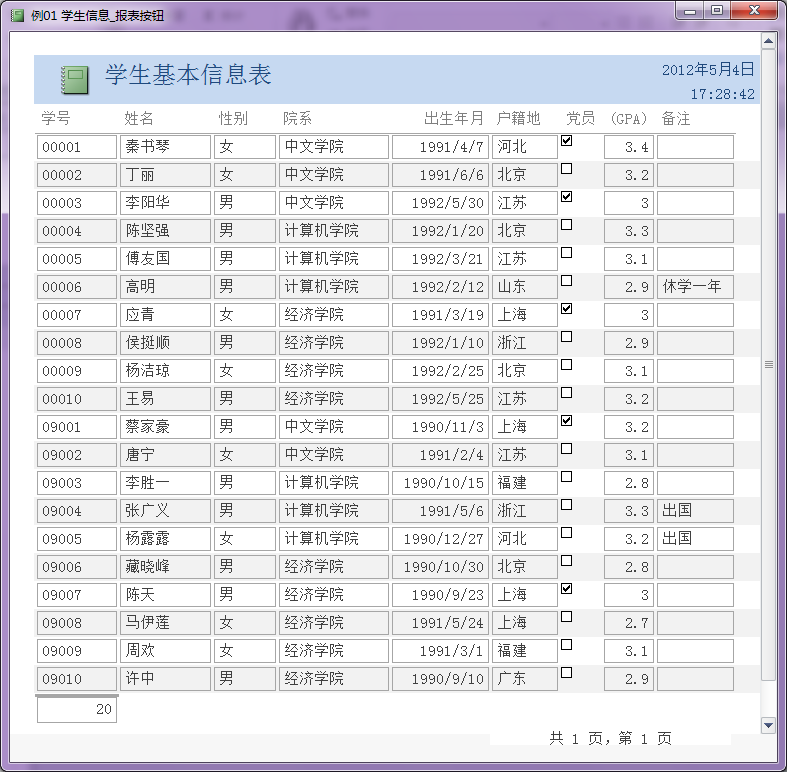 例01 学生信息_报表按钮
学生基本信息表
2012年5月4日
17:28:42
学号 姓名 性别 院系 出生年月 户籍地 党员 (GPA) 备注
00001 秦书琴 女 中文学院 1991/4/7 河北 3.4
00002 丁丽 女 中文学院 1991/6/6 北京 3.2
00003 李阳华 男 中文学院 1992/5/30 江苏 3
00004 陈坚强 男 计算机学院 1992/1/20 北京 3.3
00005 傅友国 男 计算机学院 1992/3/21 江苏 3.1
00006 高明 男 计算机学院 1992/2/12 山东 2.9 休学一年
00007 应青 女 经济学院 1991/3/19 上海 3
00008 侯挺顺 男 经济学院 1992/1/10 浙江 2.9
00009 杨洁琼 女 经济学院 1992/2/25 北京 3.1
00010 王易 男 经济学院 1992/5/25 江苏 3.2
09001 蔡家豪 男 中文学院 1990/11/3 上海 3.2
09002 唐宁 女 中文学院 1991/2/4 江苏 3.1
09003 李胜一 男 计算机学院 1990/10/15 福建 2.8
09004 张广义 男 计算机学院 1991/5/6 浙江 3.3 出国
09005 杨露露 女 计算机学院 1990/12/27 河北 3.2 出国
09006 藏晓峰 男 经济学院 1990/10/30 北京 2.8
09007 陈天 男 经济学院 1990/9/23 上海 3
09008 马伊莲 女 经济学院 1991/5/24 上海 2.7
09009 周欢 女 经济学院 1991/3/1 福建 3.1
09010 许中 男 经济学院 1990/9/10 广东 2.9
20
共 1 页，第 1 页